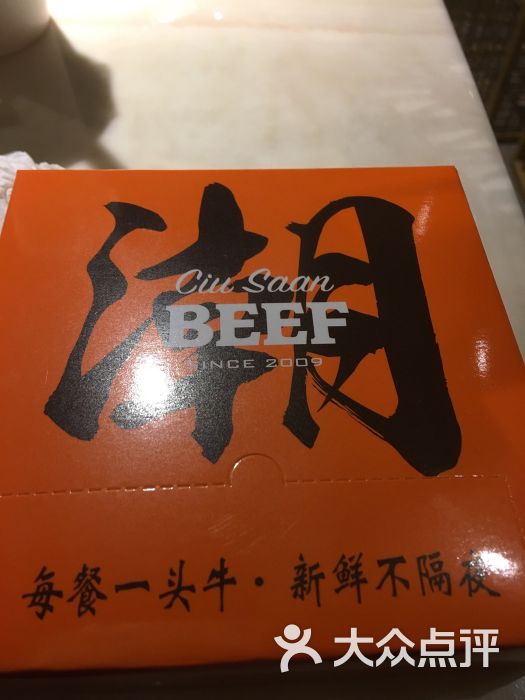 潮
Ciu Saan
BEEF
SINCE 2009
每餐一头牛·新鲜不隔夜
大众点评